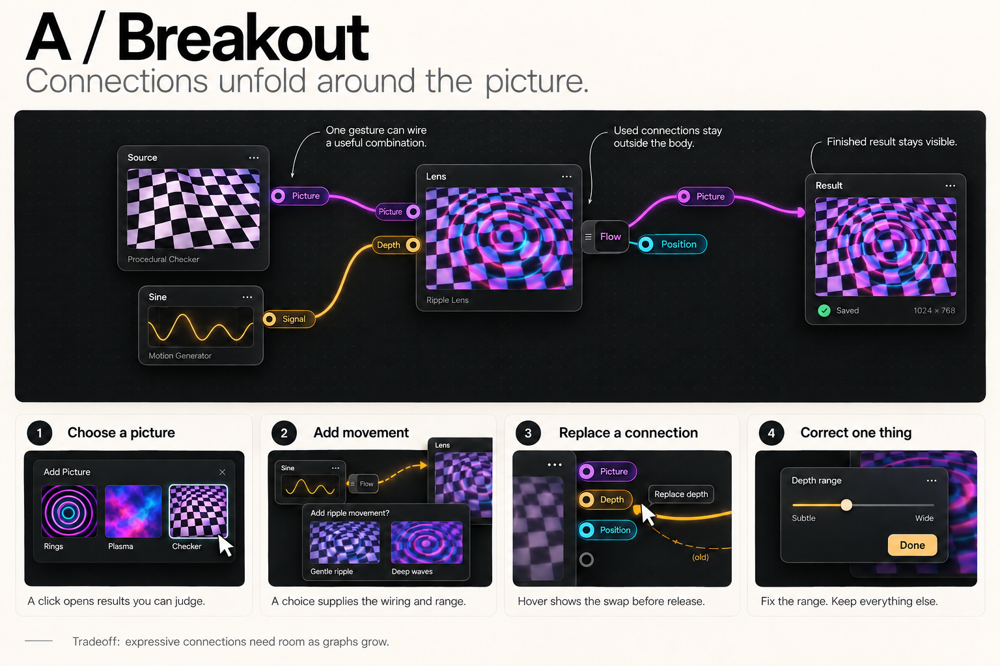 A / Breakout
Connections unfold around the picture.
One gesture can wire
a useful combination.
Used connections stay
outside the body.
Finished result stays visible.
Source
Procedural Checker
Picture
Picture
Depth
Sine
Motion Generator
Signal
Lens
Ripple Lens
Flow
Picture
Position
Result
Saved
1024 × 768
1
Choose a picture
Add Picture
Rings
Plasma
Checker
A click opens results you can judge.
2
Add movement
Sine
Flow
Lens
Add ripple movement?
Gentle ripple
Deep waves
A choice supplies the wiring and range.
3
Replace a connection
Picture
Depth
Position
Replace depth
(old)
Hover shows the swap before release.
4
Correct one thing
Depth range
Subtle
Wide
Done
Fix the range. Keep everything else.
Tradeoff: expressive connections need room as graphs grow.